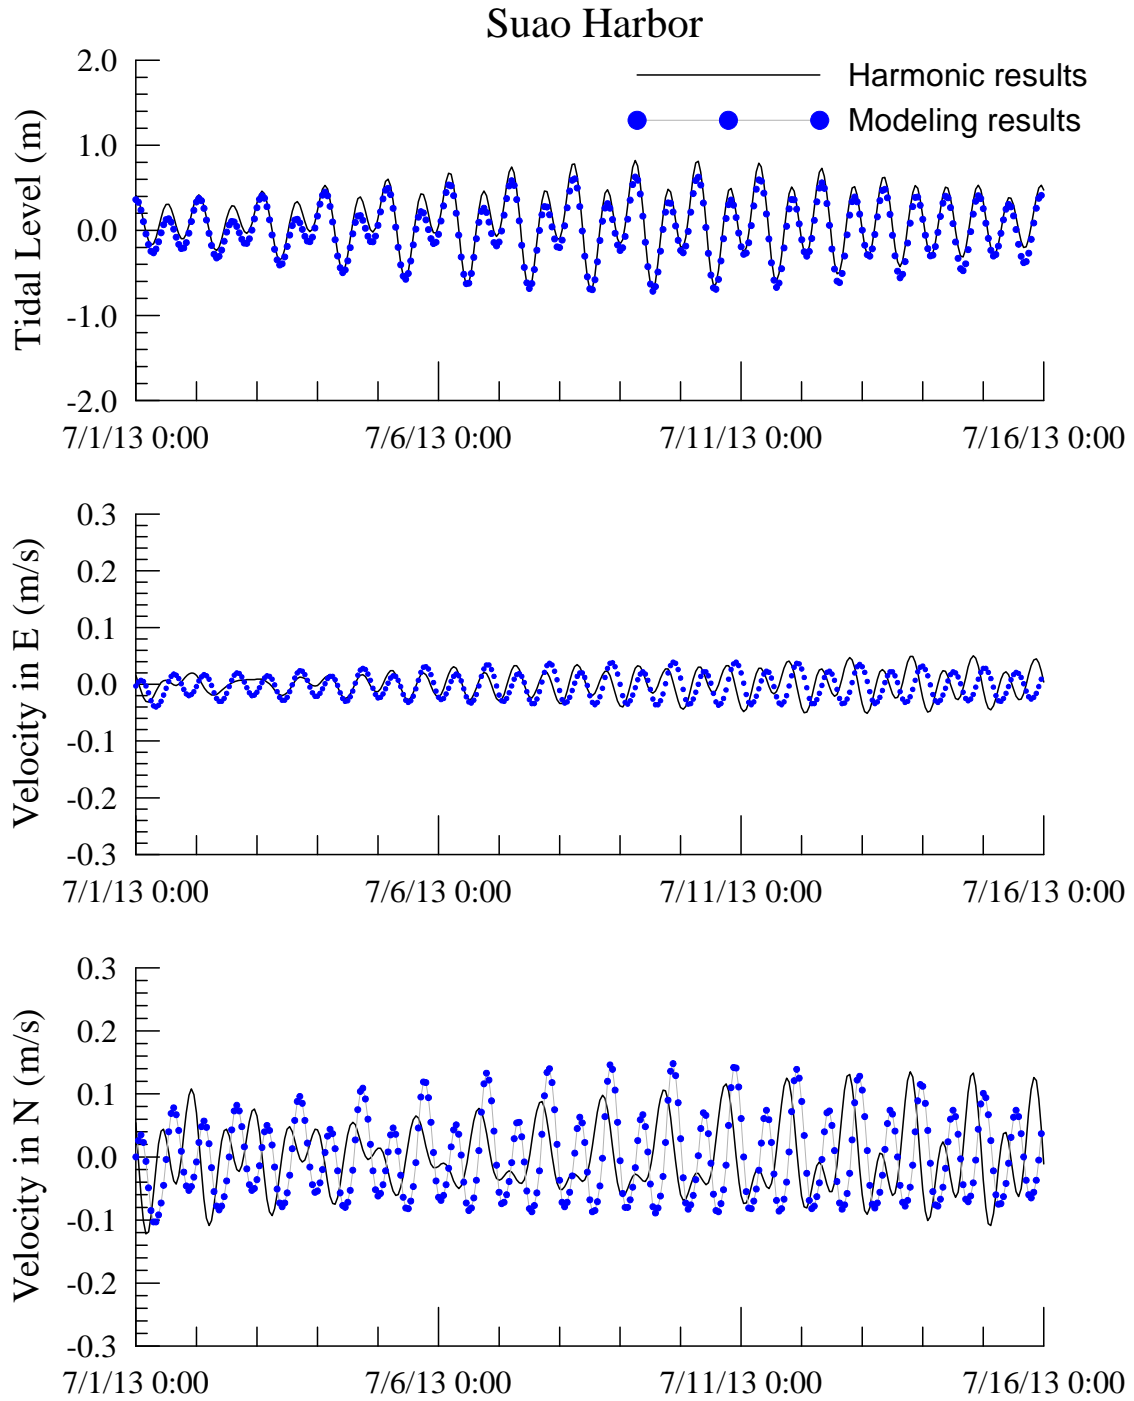 Suao Harbor
Harmonic results
Modeling results
Tidal Level (m)
2.0
1.0
0.0
-1.0
-2.0
7/1/13 0:00 7/6/13 0:00 7/11/13 0:00 7/16/13 0:00
Velocity in E (m/s)
0.3
0.2
0.1
0.0
-0.1
-0.2
-0.3
7/1/13 0:00 7/6/13 0:00 7/11/13 0:00 7/16/13 0:00
Velocity in N (m/s)
0.3
0.2
0.1
0.0
-0.1
-0.2
-0.3
7/1/13 0:00 7/6/13 0:00 7/11/13 0:00 7/16/13 0:00